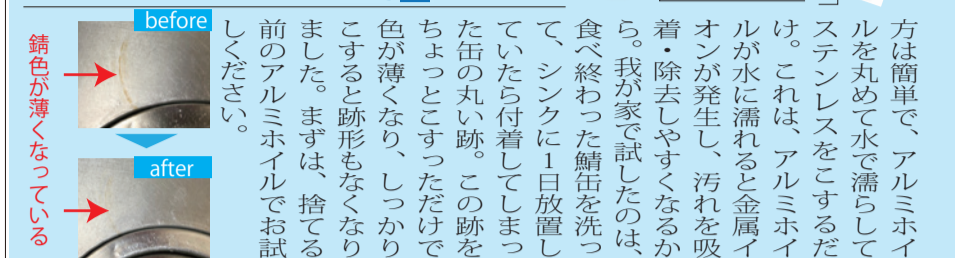 方は簡単で、アルミホイ
ルを丸めて水で濡らして
ステンレスをこするだ
け。これは、アルミホイ
ルが水に濡れると金属イ
オンが発生し、汚れを吸
着・除去しやすくなるか
ら。我が家で試したのは、
食べ終わった鯖缶を洗っ
て、シンクに1日放置し
ていたら付着してしまっ
た缶の丸い跡。この跡を
ちょっとこすっただけで
色が薄くなり、しっかり
こすると跡形もなくなり
ました。まずは、捨てる
前のアルミホイルでお試
しください。
before
after
錆色が薄くなっている